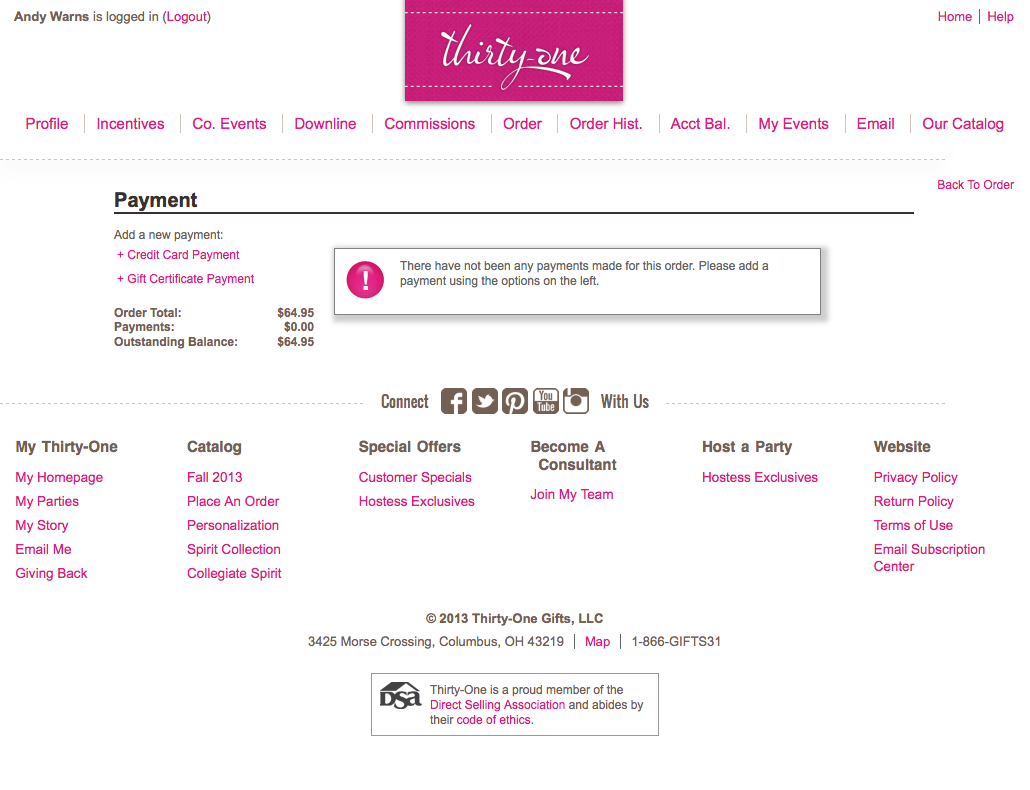 Andy Warns is logged in (Logout)
thirty-one
Home | Help
Profile | Incentives | Co. Events | Downline | Commissions | Order | Order Hist. | Acct Bal. | My Events | Email | Our Catalog
Back To Order
Payment
Add a new payment:
+ Credit Card Payment
+ Gift Certificate Payment
Order Total: $64.95
Payments: $0.00
Outstanding Balance: $64.95
!
There have not been any payments made for this order. Please add a
payment using the options on the left.
Connect f You Tube With Us
My Thirty-One
My Homepage
My Parties
My Story
Email Me
Giving Back
Catalog
Fall 2013
Place An Order
Personalization
Spirit Collection
Collegiate Spirit
Special Offers
Customer Specials
Hostess Exclusives
Become A
Consultant
Join My Team
Host a Party
Hostess Exclusives
Website
Privacy Policy
Return Policy
Terms of Use
Email Subscription
Center
© 2013 Thirty-One Gifts, LLC
3425 Morse Crossing, Columbus, OH 43219 | Map | 1-866-GIFTS31
DSA
Thirty-One is a proud member of the
Direct Selling Association and abides by
their code of ethics.